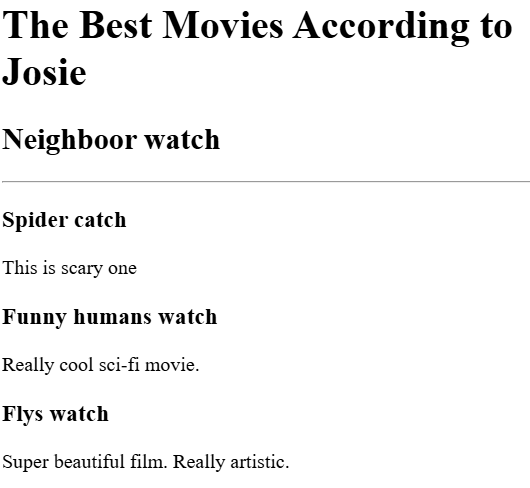 The Best Movies According to
Josie
Neighboor watch
Spider catch
This is scary one
Funny humans watch
Really cool sci-fi movie.
Flys watch
Super beautiful film. Really artistic.